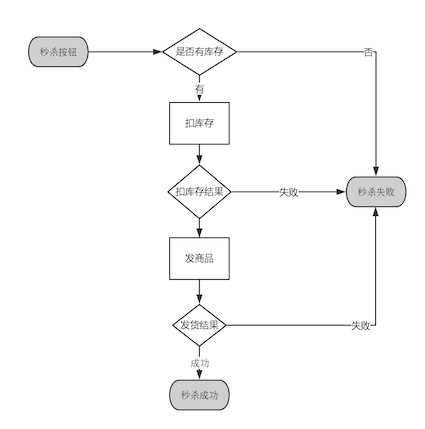 秒杀按钮
是否有库存
否
有
扣库存
扣库存结果
失败
秒杀失败
发商品
发货结果
失败
成功
秒杀成功